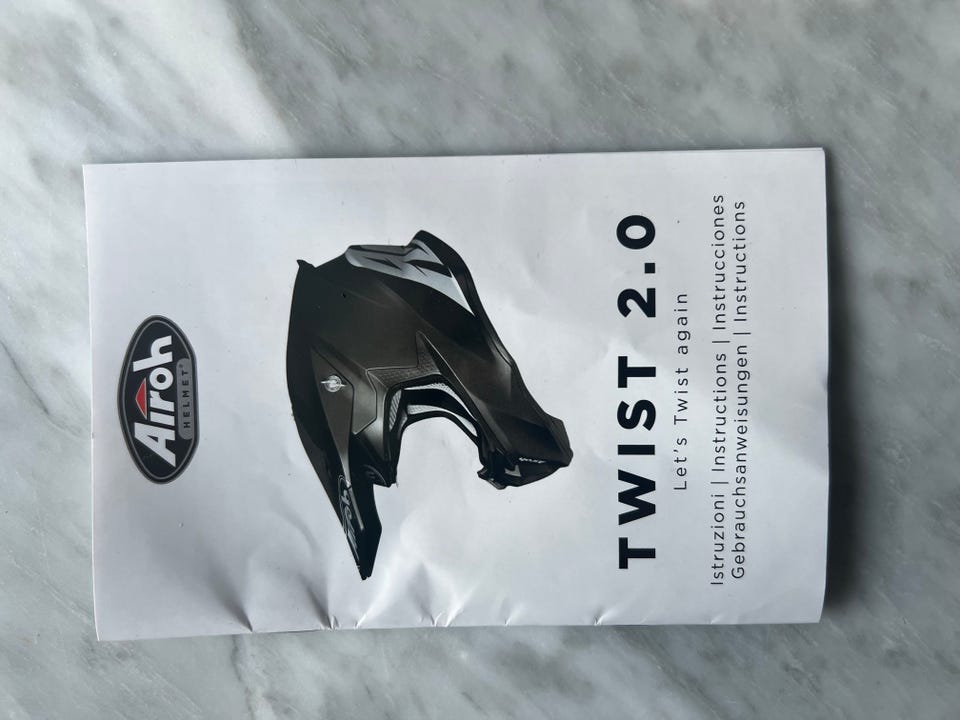 Airoh
HELMET
TWIST 2.0
Let's Twist again
Istruzioni | Instructions | Instrucciones
Gebrauchsanweisungen | Instructions